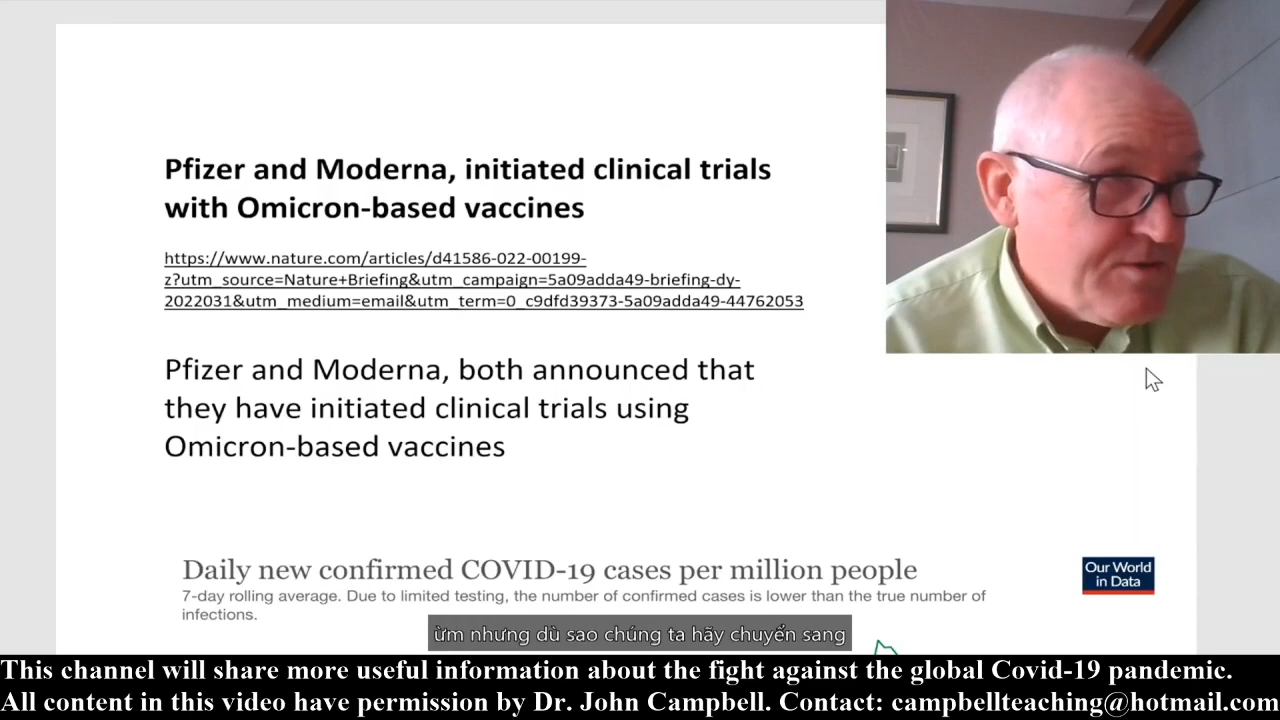 Pfizer and Moderna, initiated clinical trials
with Omicron-based vaccines
https://www.nature.com/articles/d41586-022-00199-
z?utm_source=Nature+Briefing&utm_campaign=5a09adda49-briefing-dy-
2022031&utm_medium=email&utm_term=0_c9dfd39373-5a09adda49-44762053
Pfizer and Moderna, both announced that
they have initiated clinical trials using
Omicron-based vaccines
Daily new confirmed COVID-19 cases per million people
7-day rolling average. Due to limited testing, the number of confirmed cases is lower than the true number of
infections.
Our World
in Data
ừm nhưng dù sao chúng ta hãy chuyển sang
This channel will share more useful information about the fight against the global Covid-19 pandemic.
All content in this video have permission by Dr. John Campbell. Contact: campbellteaching@hotmail.com